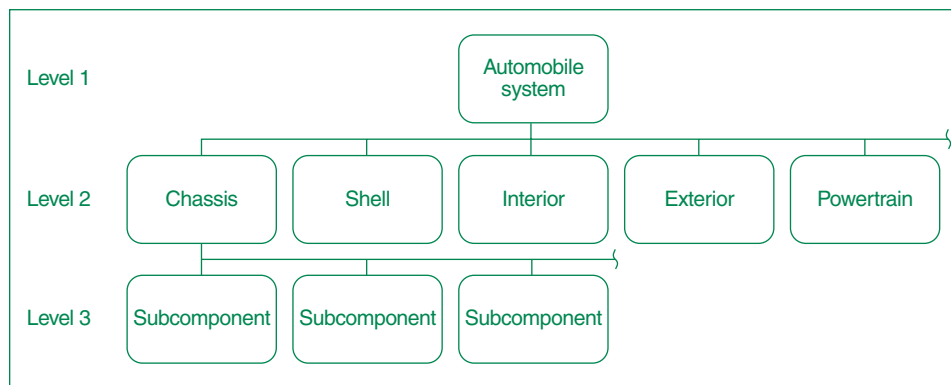 Level 1
Automobile
system
Level 2
Chassis
Shell
Interior
Exterior
Powertrain
Level 3
Subcomponent
Subcomponent
Subcomponent